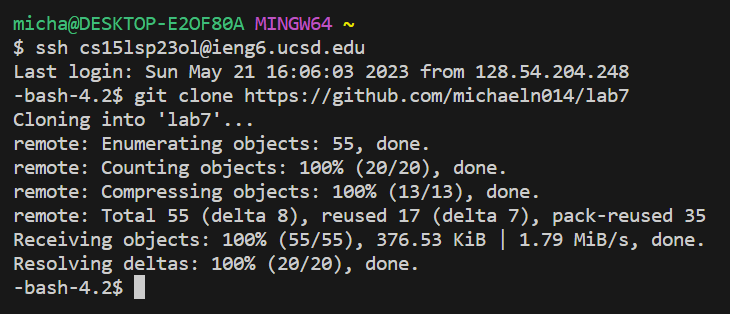 micha@DESKTOP-E2OF80A MINGW64 ~
$ ssh cs15lsp23ol@ieng6.ucsd.edu
Last login: Sun May 21 16:06:03 2023 from 128.54.204.248
-bash-4.2$ git clone https://github.com/michaeln014/lab7
Cloning into 'lab7'...
remote: Enumerating objects: 55, done.
remote: Counting objects: 100% (20/20), done.
remote: Compressing objects: 100% (13/13), done.
remote: Total 55 (delta 8), reused 17 (delta 7), pack-reused 35
Receiving objects: 100% (55/55), 376.53 KiB | 1.79 MiB/s, done.
Resolving deltas: 100% (20/20), done.
-bash-4.2$